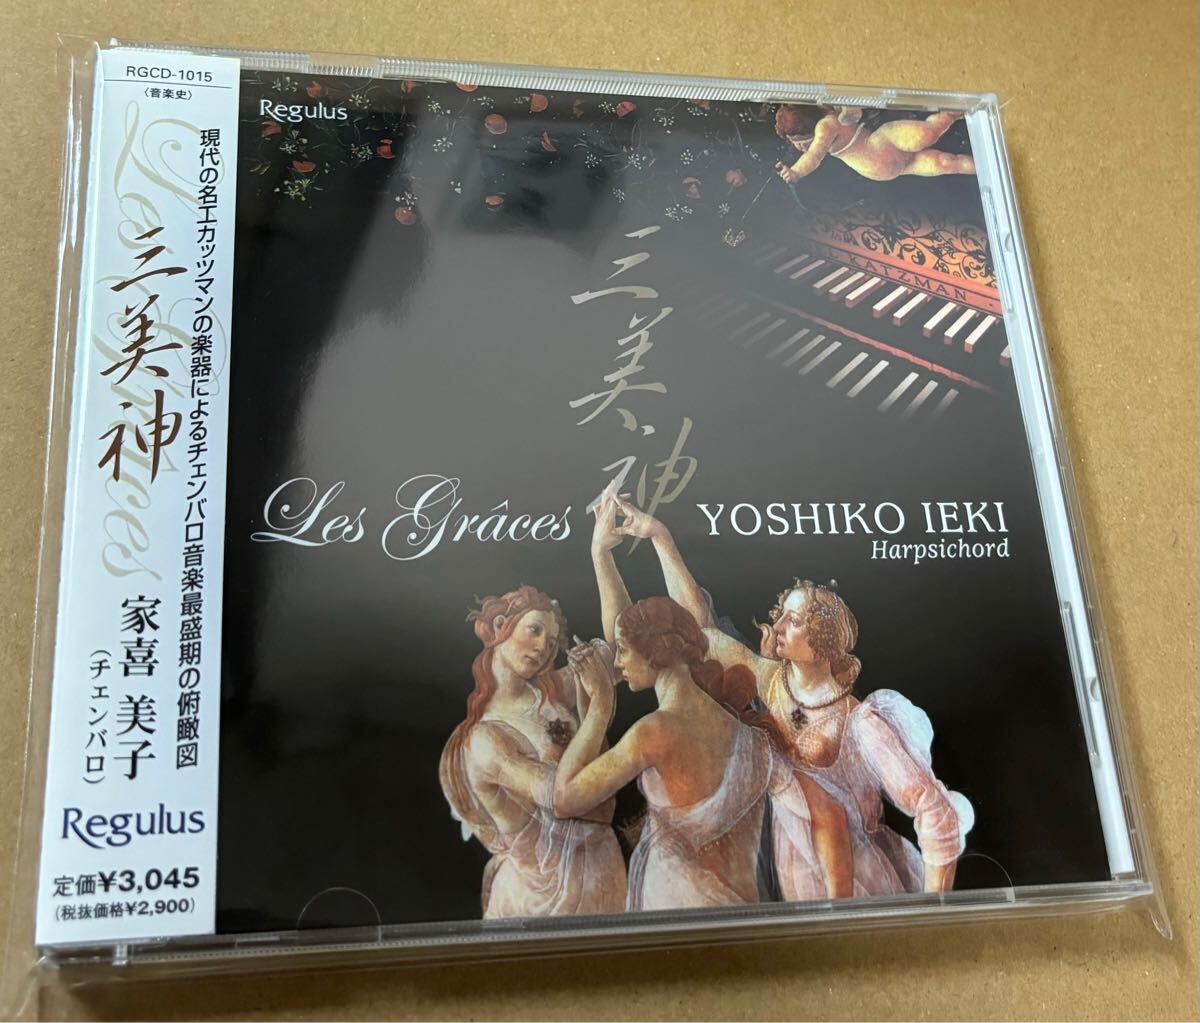 RGCD-1015
〈音楽史〉
現代の名工カッツマンの楽器によるチェンバロ音楽最盛期の俯瞰図
Les Grâces
三美神
家喜 美子
(チェンバロ)
Regulus
定価¥3,045
(税抜価格¥2,900)
Regulus
KATZMAN
三美神
Les Grâces
YOSHIKO IEKI
Harpsichord